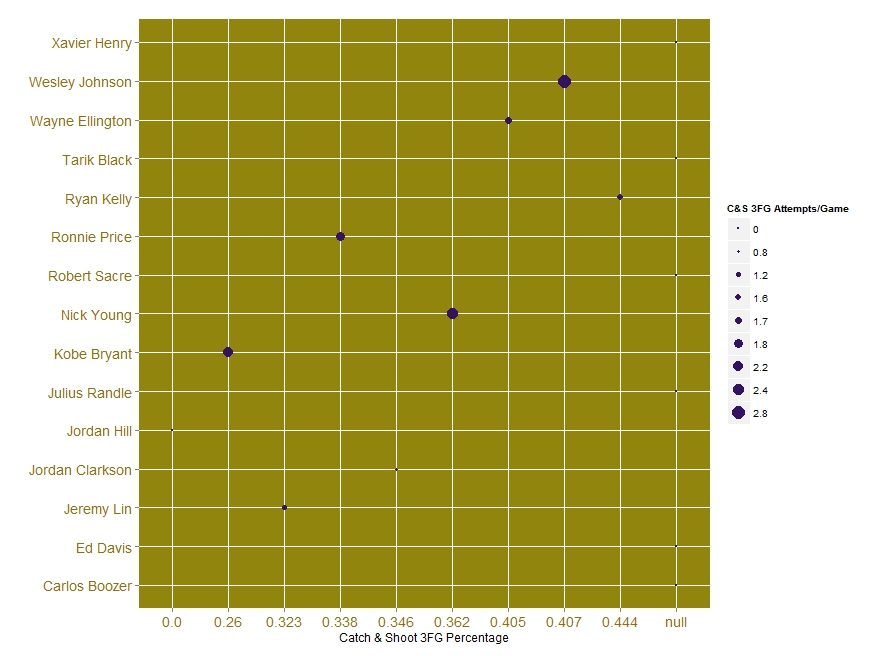 Xavier Henry
Wesley Johnson
Wayne Ellington
Tarik Black
Ryan Kelly
Ronnie Price
Robert Sacre
Nick Young
Kobe Bryant
Julius Randle
Jordan Hill
Jordan Clarkson
Jeremy Lin
Ed Davis
Carlos Boozer
0.0 0.26 0.323 0.338 0.346 0.362 0.405 0.407 0.444 null
Catch & Shoot 3FG Percentage
C&S 3FG Attempts/Game
0
0.8
1.2
1.6
1.7
1.8
2.2
2.4
2.8